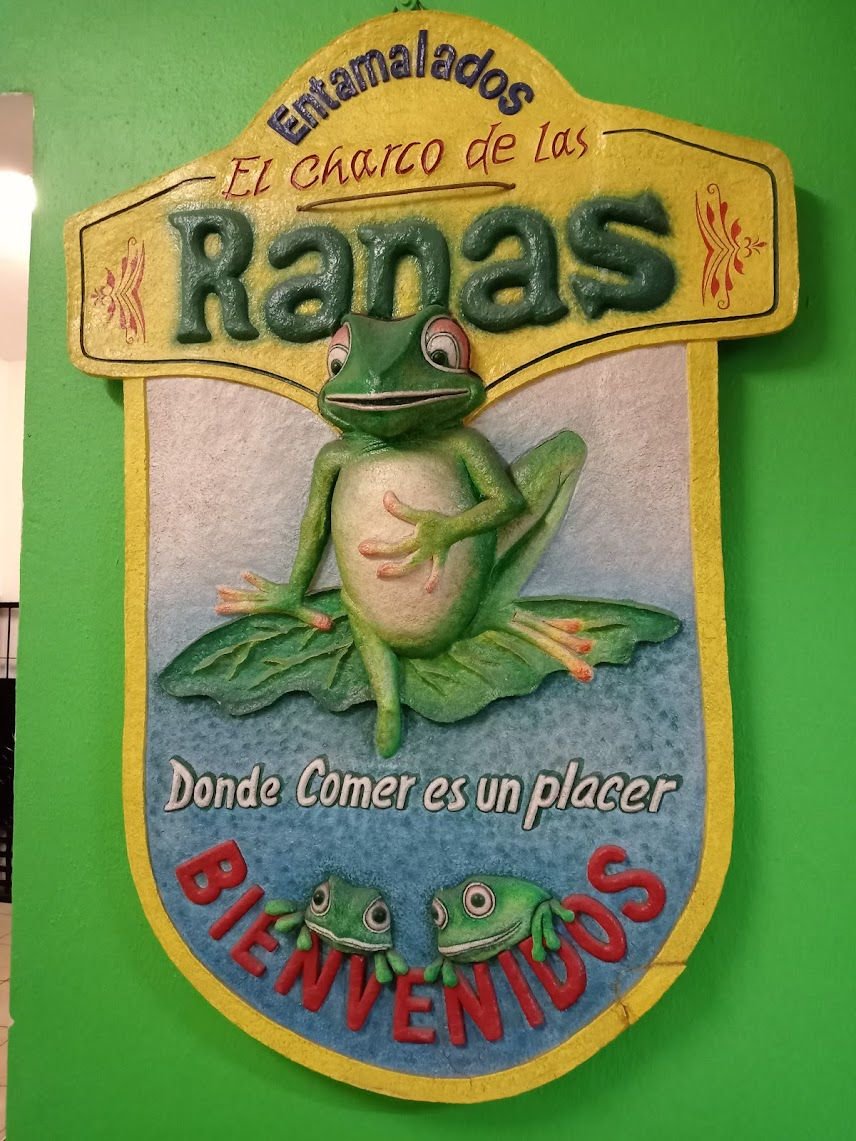 Entamalados
El Charco de las
Ranas
Donde Comer es un placer
BIENVENIDOS